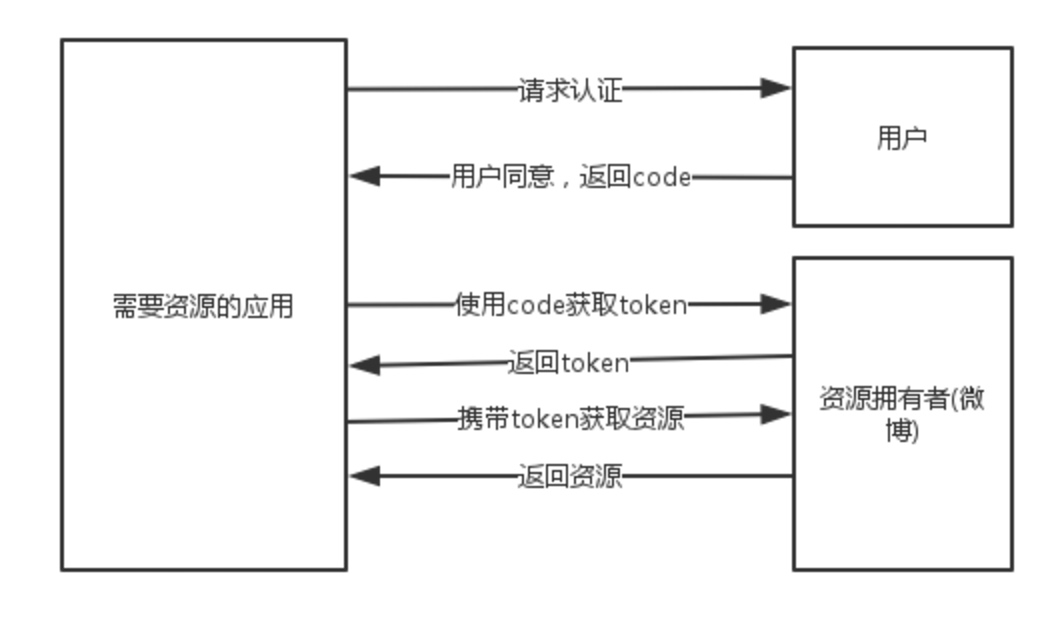 请求认证
用户
用户同意，返回code
需要资源的应用
使用code获取token
返回token
携带token获取资源
返回资源
资源拥有者(微
博)